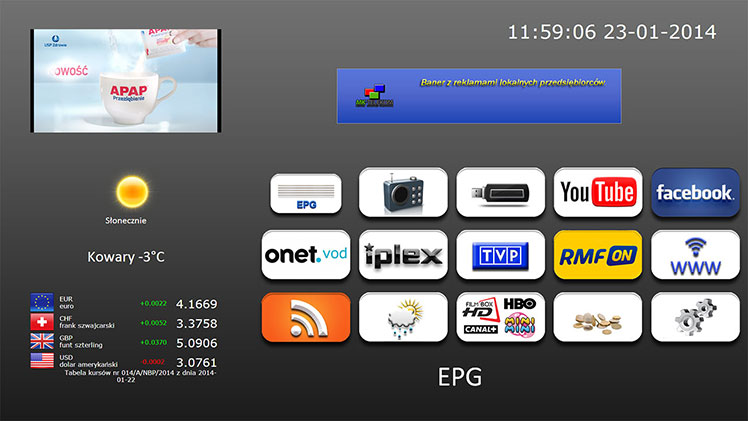 11:59:06 23-01-2014
USP Zdrowie
OWOŚĆ
APAP
Przeziębienie
Baner z reklamami lokalnych przedsiębiorców
Słonecznie
Kowary -3°C
EPG
YouTube
facebook
onet.vod
iplex
TVP
RMF ON
WWW
FILMBOX
HD
HBO
CANAL+
MINI
MINI
EUR
euro
+0.0022
4.1669
CHF
frank szwajcarski
+0.0052
3.3758
GBP
funt szterling
+0.0370
5.0906
USD
dolar amerykański
-0.0002
3.0761
Tabela kursów nr 014/A/NBP/2014 z dnia 2014-
01-22
EPG